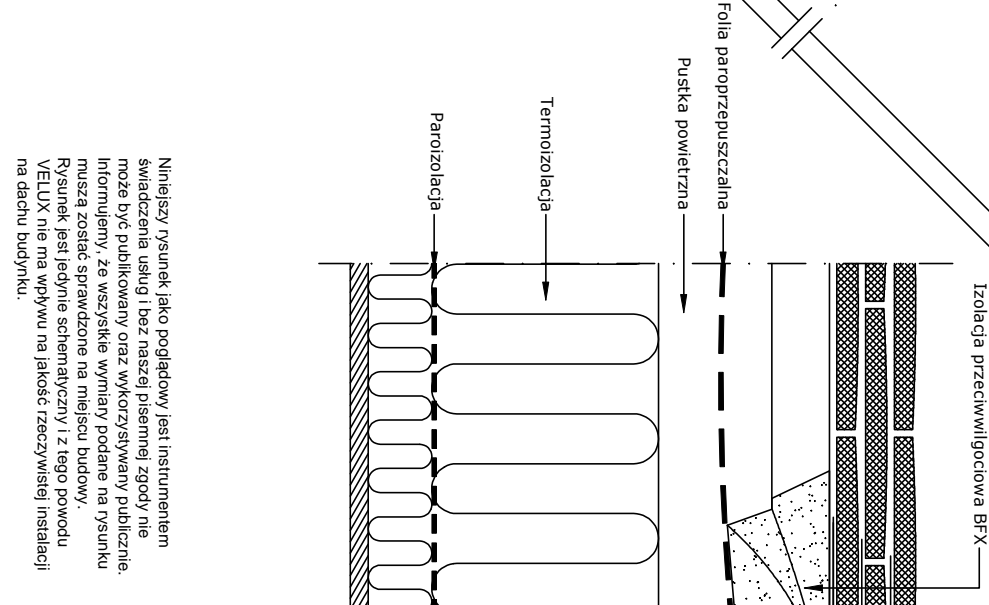 Izolacja przeciwwilgociowa BFX
Folia paroprzepuszczalna
Pustka powietrzna
Termoizolacja
Paroizolacja
Niniejszy rysunek jako poglądowy jest instrumentem
świadczenia usług i bez naszej pisemnej zgody nie
może być publikowany oraz wykorzystywany publicznie.
Informujemy, że wszystkie wymiary podane na rysunku
muszą zostać sprawdzone na miejscu budowy.
Rysunek jest jedynie schematyczny i z tego powodu
VELUX nie ma wpływu na jakość rzeczywistej instalacji
na dachu budynku.